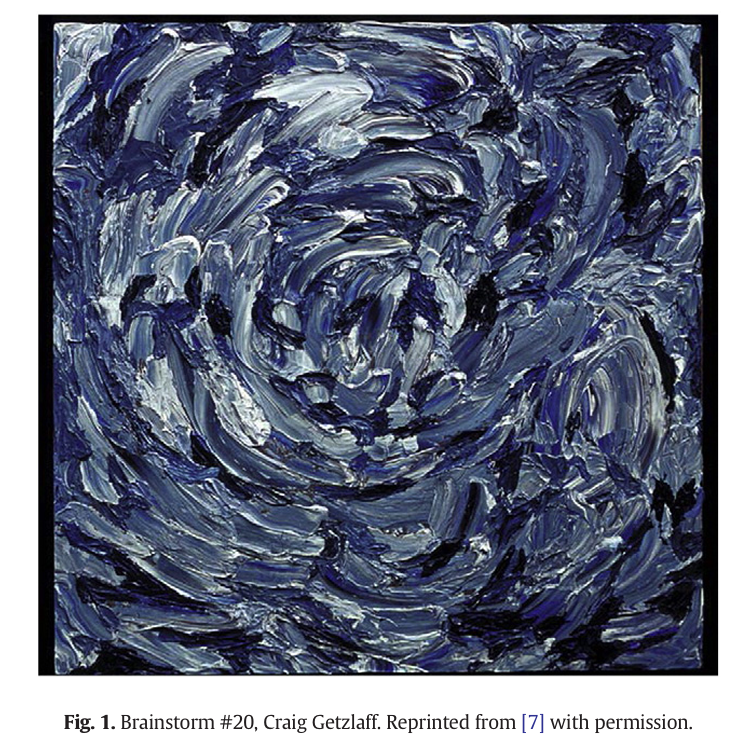 Fig. 1. Brainstorm #20, Craig Getzlaff. Reprinted from [7] with permission.